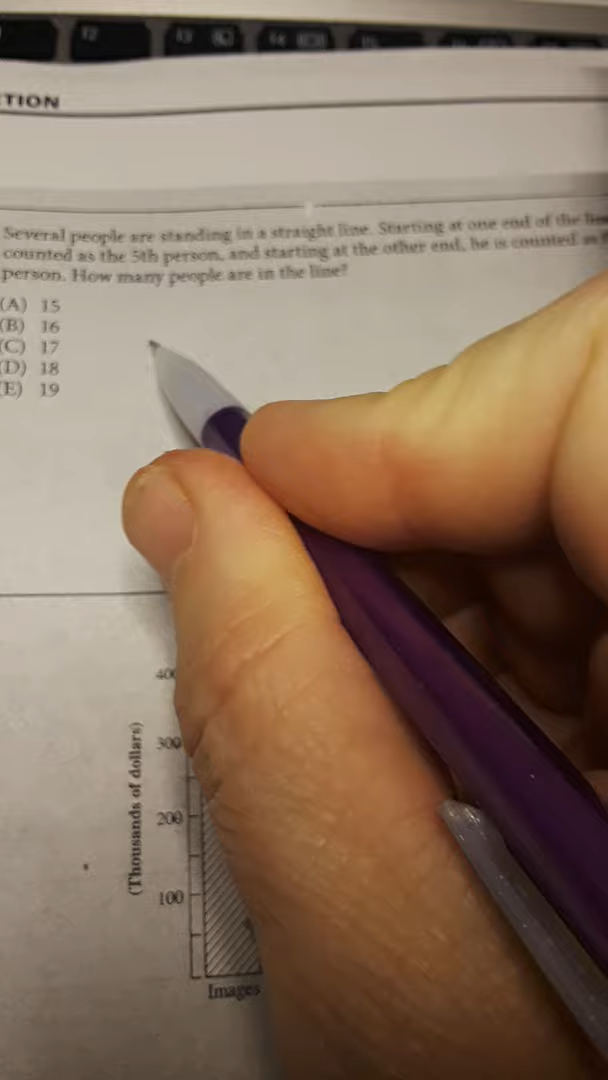 TION
Several people are standing in a straight line. Starting at one end of the
counted as the 5th person, and starting at the other end, he is counted as
person. How many people are in the line?
(A) 15
(B) 16
(C) 17
(D) 18
(E) 19
400
300
200
100
(Thousands of dollars)
Images